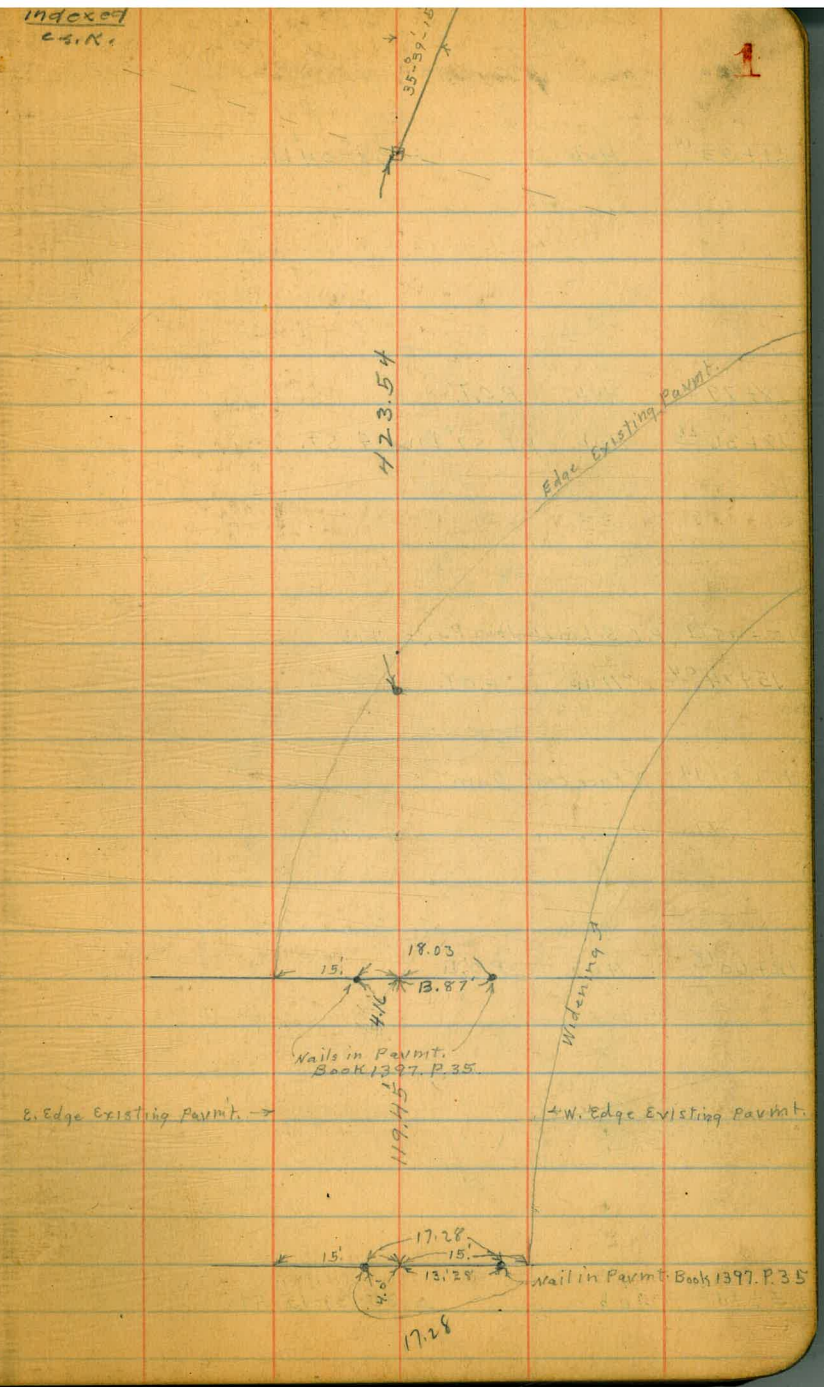 Indexed
C.S.K.
1
35°-39'-15
423.54
Edge Existing Pavmt.
18.03
15'
13.87'
4.16'
Widening
Nails in Pavmt.
Book 1397. P.35.
E. Edge Existing Pavmt.
W. Edge Existing Pavmt.
119.45'
17.28
15'
15'
13.28'
4.0'
Nail in Pavmt. Book 1397. P.35
17.28